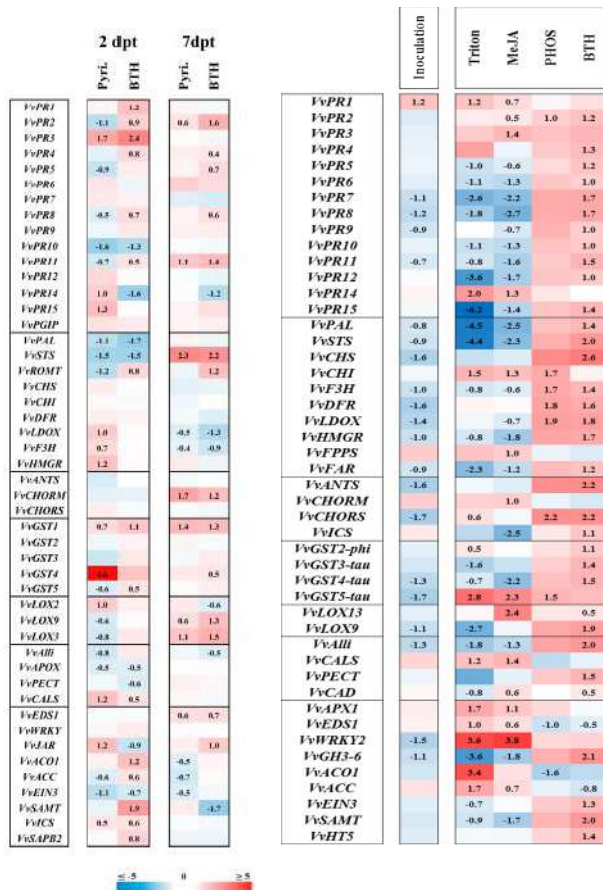 2 dpt 7dpt
Pyri. BTH Pyri. BTH
VvPR1 1.2
VvPR2 -1.1 0.9 0.6 1.6
VvPR3 1.7 2.4
VvPR4 0.8 0.4
VvPR5 -0.9 0.7
VvPR6
VvPR7
VvPR8 -0.5 0.7 0.6
VvPR9
VvPR10 -1.6 -1.3
VvPR11 -0.7 0.5 1.1 1.4
VvPR12
VvPR14 1.0 -1.6 -1.2
VvPR15 1.3
VvPGIP
VvPAL -1.1 -1.7
VvSTS -1.5 -1.5 2.3 2.2
VvROMT -1.2 0.8 1.2
VvCHS
VvCHI
VvDFR
VvLDOX 1.0 -0.5 -1.3
VvF3H 0.7 -0.4 -0.9
VvHMGR 1.2
VvANTS
VvCHORM 1.7 1.2
VvCHORS
VvGST1 0.7 1.1 1.4 1.3
VvGST2
VvGST3
VvGST4 0.5
VvGST5 -0.6 0.5
VvLOX2 1.0 -0.6
VvLOX9 -0.6 0.6 1.3
VvLOX3 -0.8 1.1 1.5
VvAlli -0.8 -0.5
VvAPOX -0.5 -0.5
VvPECT -0.6
VvCALS 1.2 0.5
VvEDS1 0.6 0.7
VvWRKY
VvJAR 1.2 -0.9 1.0
VvACO1 1.2 -0.5
VvACC -0.6 0.6 -0.7
VvEIN3 -1.1 -0.7 -0.5
VvSAMT 1.9 -1.7
VvICS 0.5 0.6
VvSAPB2 0.8
≤ -5 0 ≥ 5
Inoculation Triton MeJA PHOS BTH
VvPR1 1.2 1.2 0.7
VvPR2 0.5 1.0 1.2
VvPR3 1.4
VvPR4 1.3
VvPR5 -1.0 -0.6 1.2
VvPR6 -1.1 -1.3 1.0
VvPR7 -1.1 -2.6 -2.2 1.7
VvPR8 -1.2 -1.8 -2.7 1.7
VvPR9 -0.9 -0.7 1.0
VvPR10 -1.1 -1.3 1.0
VvPR11 -0.7 -0.8 -1.6 1.5
VvPR12 -3.6 -1.7 1.0
VvPR14 2.0 1.3
VvPR15 -6.2 -1.4 1.4
VvPAL -0.8 -4.5 -2.5 1.4
VvSTS -0.9 -4.4 -2.3 2.0
VvCHS -1.6 2.6
VvCHI 1.5 1.3 1.7
VvF3H -1.0 -0.8 -0.6 1.7 1.4
VvDFR -1.6 1.8 1.6
VvLDOX -1.4 -0.7 1.9 1.8
VvHMGR -1.0 -0.8 -1.8 1.7
VvFPPS 1.0
VvFAR -0.9 -2.3 -1.2 1.2
VvANTS -1.6 2.2
VvCHORM 1.0
VvCHORS -1.7 0.6 2.2 2.2
VvICS -2.5 1.1
VvGST2-phi 0.5 1.1
VvGST3-tau -1.6 1.4
VvGST4-tau -1.3 -0.7 -2.2 1.5
VvGST5-tau -1.7 2.8 2.3 1.5
VvLOX13 2.4 0.5
VvLOX9 -1.1 -2.7 1.9
VvAlli -1.3 -1.8 -1.3 2.0
VvCALS 1.2 1.4
VvPECT 1.5
VvCAD -0.8 0.6 0.5
VvAPX1 1.7 1.1
VvEDS1 1.0 0.6 -1.0 -0.5
VvWRKY2 -1.5 3.6 3.8
VvGH3-6 -1.1 -3.6 -1.8 2.1
VvACO1 3.4 -1.6
VvACC 1.7 0.7 -0.8
VvEIN3 -0.7 1.3
VvSAMT -0.9 -1.7 2.0
VvHT5 1.4